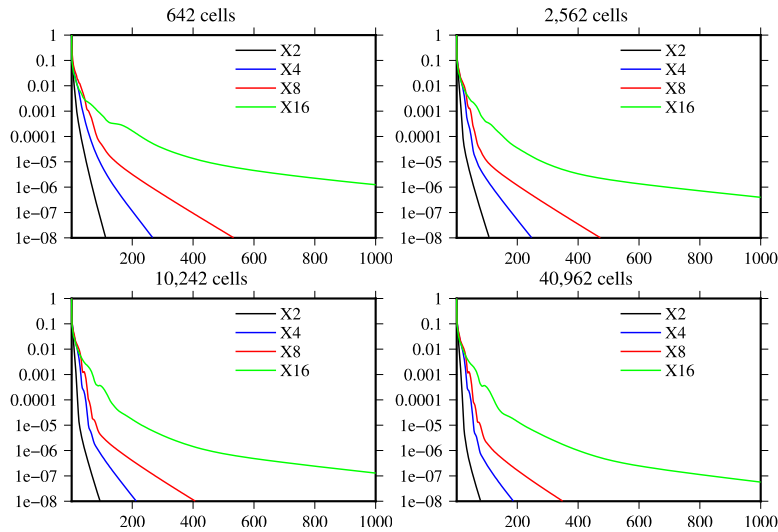 642 cells
1
0.1
0.01
0.001
0.0001
1e−05
1e−06
1e−07
1e−08
X2
X4
X8
X16
200 400 600 800 1000
2,562 cells
1
0.1
0.01
0.001
0.0001
1e−05
1e−06
1e−07
1e−08
X2
X4
X8
X16
200 400 600 800 1000
10,242 cells
1
0.1
0.01
0.001
0.0001
1e−05
1e−06
1e−07
1e−08
X2
X4
X8
X16
200 400 600 800 1000
40,962 cells
1
0.1
0.01
0.001
0.0001
1e−05
1e−06
1e−07
1e−08
X2
X4
X8
X16
200 400 600 800 1000